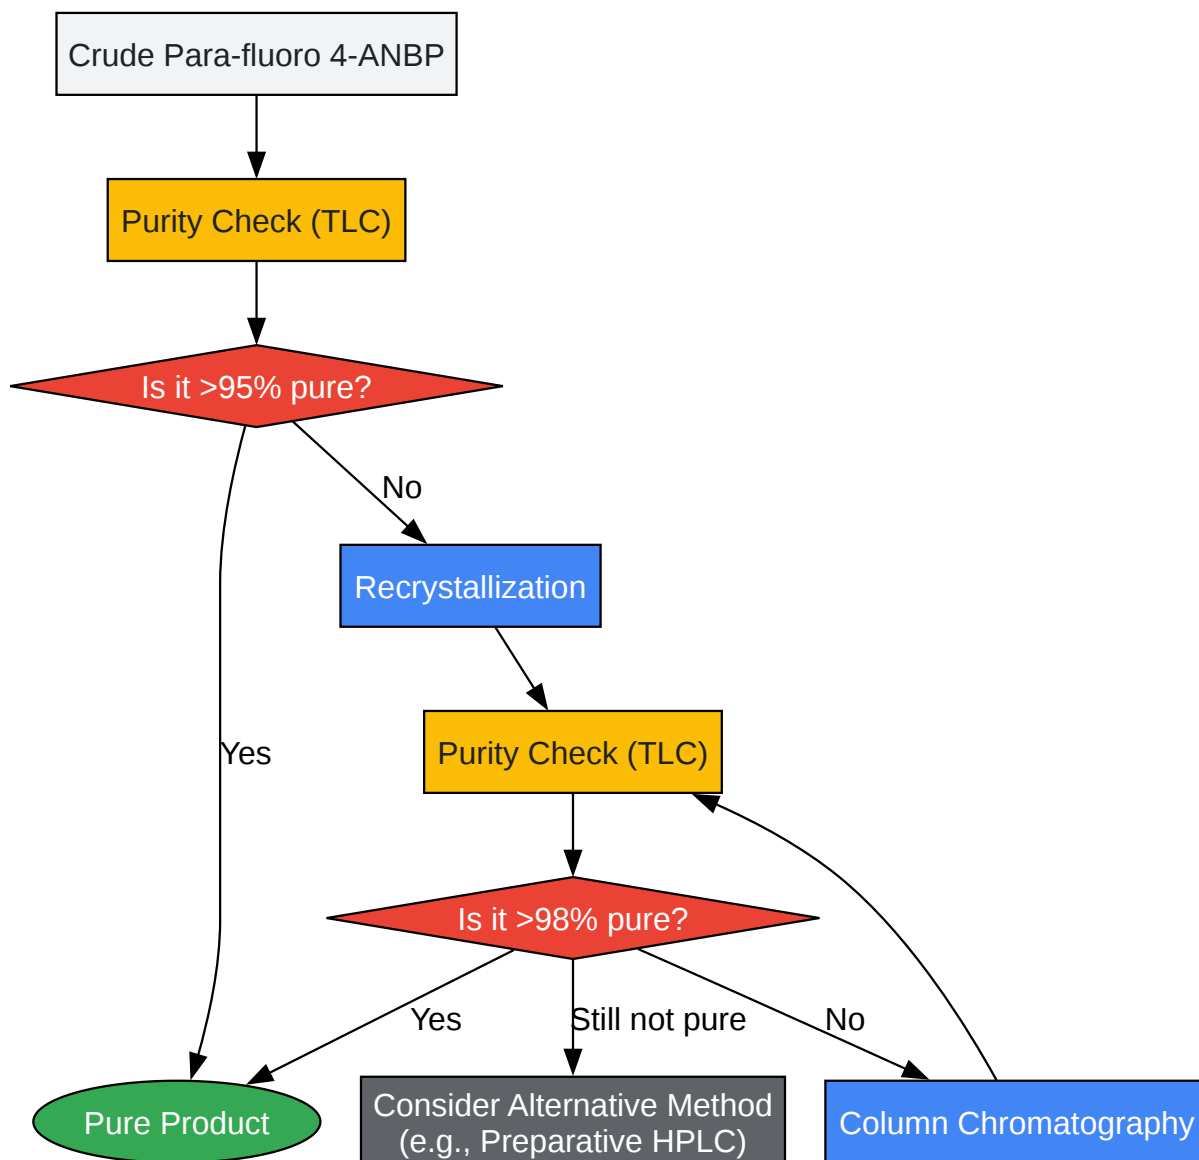 Crude Para-fluoro 4-ANBP
Purity Check (TLC)
Is it >95% pure?
No
Recrystallization
Yes
Purity Check (TLC)
Is it >98% pure?
Yes
Still not pure
No
Pure Product
Consider Alternative Method
(e.g., Preparative HPLC)
Column Chromatography